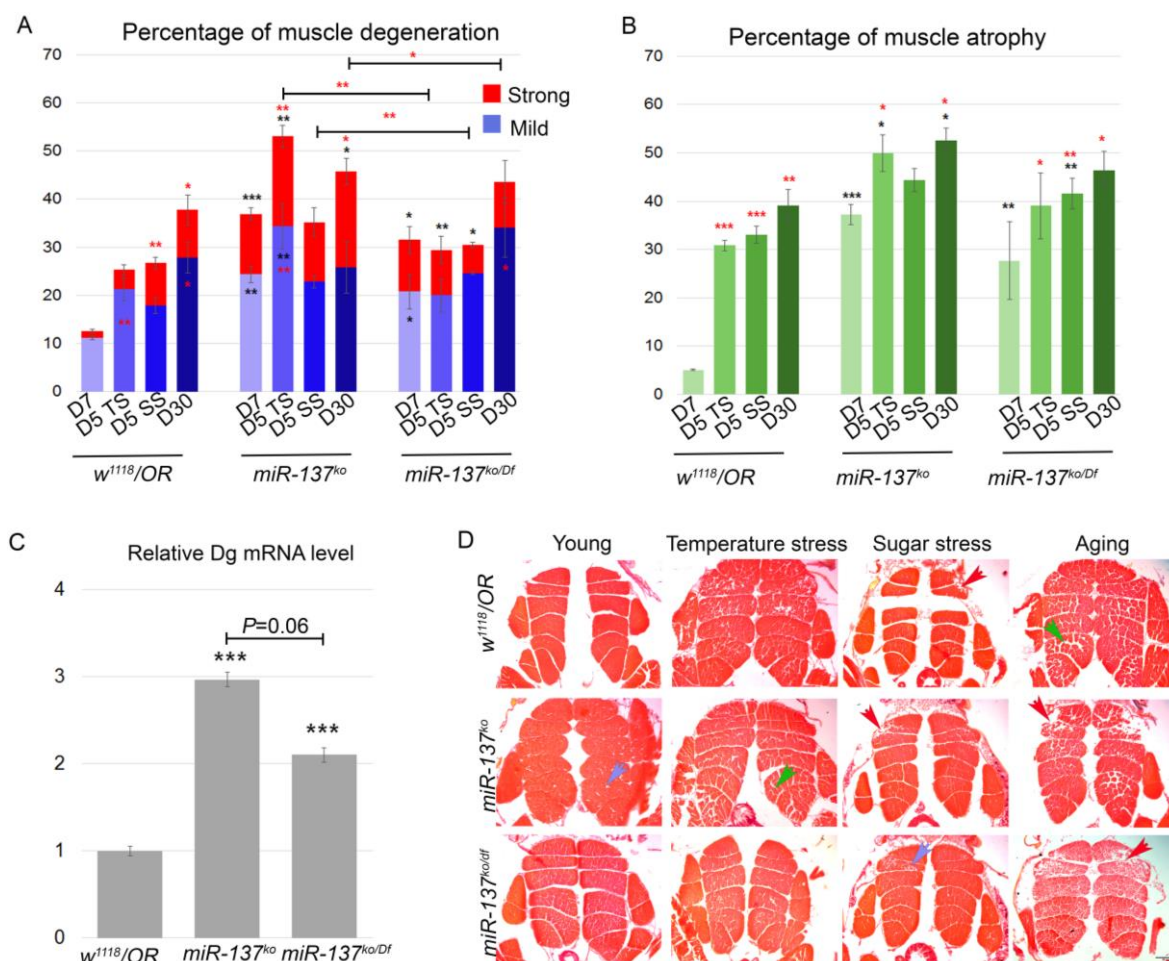 A
Percentage of muscle degeneration
70
60
50
40
30
20
10
0
*
**
**
Strong
Mild
*
*
**
**
*
***
**
**
**
**
*
*
*
**
*
*
*
D7
D5 TS
D5 SS
D30
D7
D5 TS
D5 SS
D30
D7
D5 TS
D5 SS
D30
w1118/OR
miR-137ko
miR-137ko/Df
B
Percentage of muscle atrophy
70
60
50
40
30
20
10
0
***
***
**
***
*
*
*
*
**
*
**
**
*
D7
D5 TS
D5 SS
D30
D7
D5 TS
D5 SS
D30
D7
D5 TS
D5 SS
D30
w1118/OR
miR-137ko
miR-137ko/Df
C
Relative Dg mRNA level
4
3
2
1
0
P=0.06
***
***
w1118/OR
miR-137ko
miR-137ko/Df
D
Young
Temperature stress
Sugar stress
Aging
w1118/OR
miR-137ko
miR-137ko/df